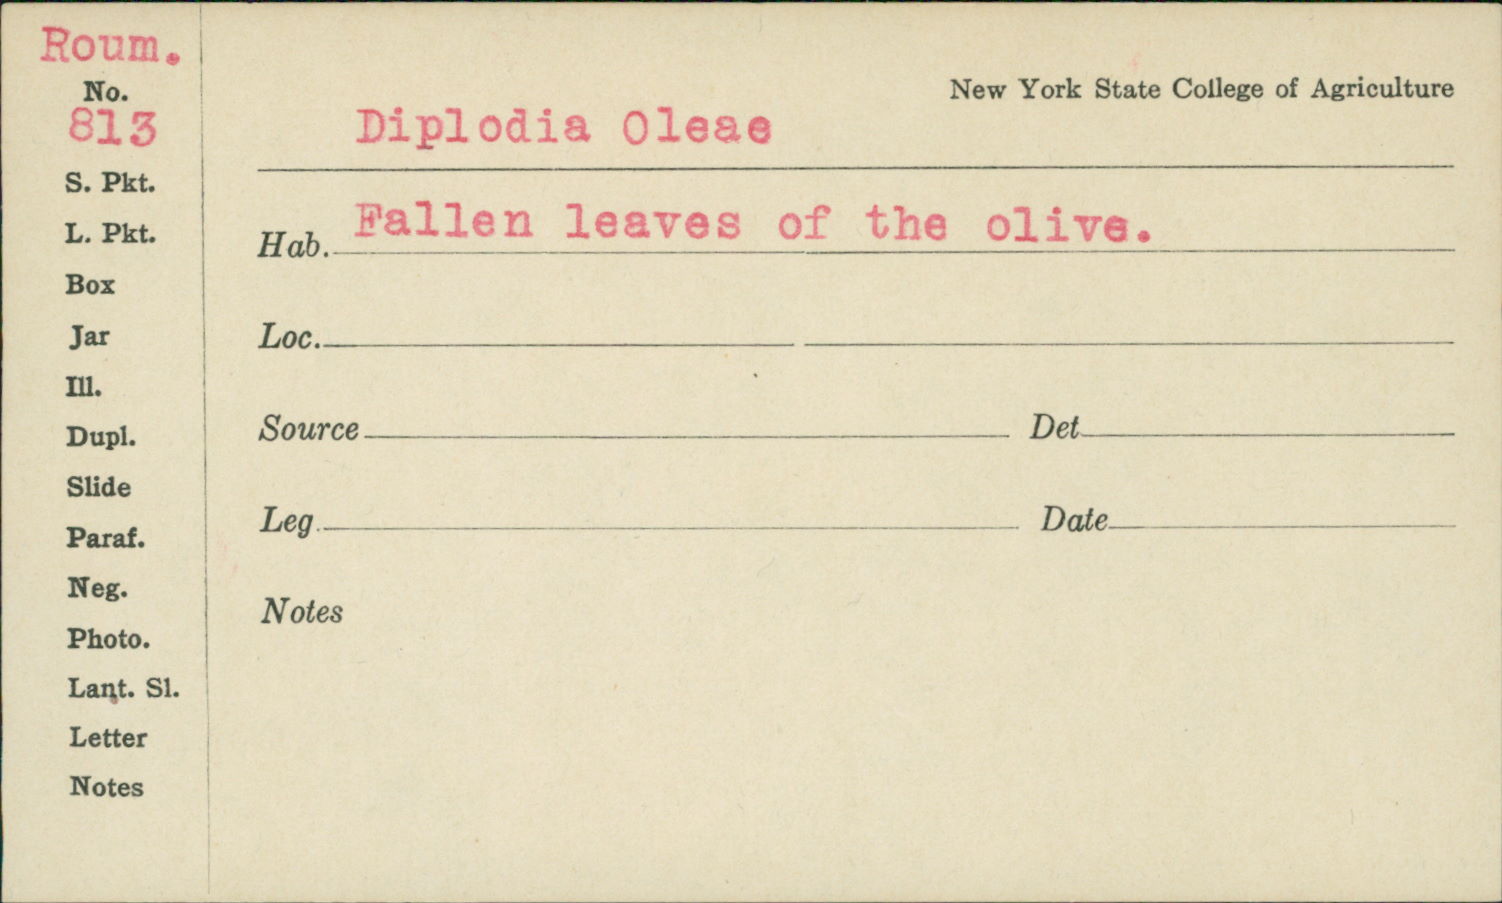 Roum.
No.
813
S. Pkt.
L. Pkt.
Box
Jar
Ill.
Dupl.
Slide
Paraf.
Neg.
Photo.
Lant. Sl.
Letter
Notes
New York State College of Agriculture
Diplodia Oleae
Hab. Fallen leaves of the olive.
Loc.
Source Det
Leg. Date
Notes